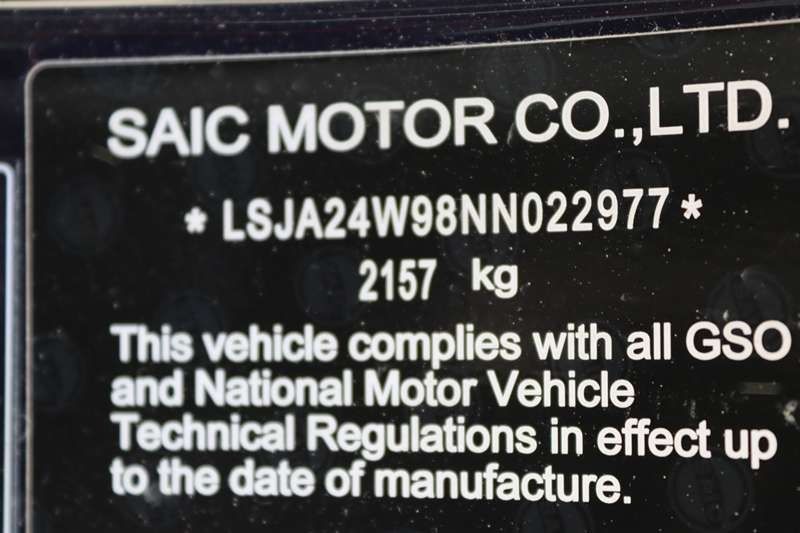 SAIC MOTOR CO.,LTD.
* LSJA24W98NN022977 *
2157 kg
This vehicle complies with all GSO
and National Motor Vehicle
Technical Regulations in effect up
to the date of manufacture.